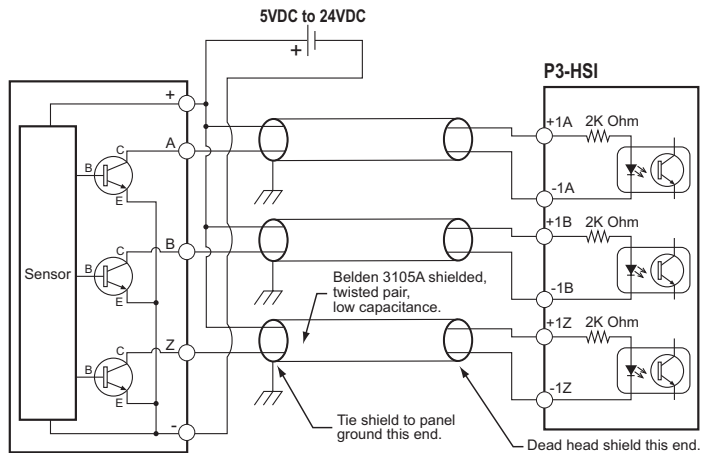 5VDC to 24VDC
+
P3-HSI
+
+1A 2K Ohm
A
C
B
E
-1A
+1B 2K Ohm
B
C
B
E
Sensor
Belden 3105A shielded,
twisted pair,
low capacitance.
-1B
+1Z 2K Ohm
Z
C
B
E
-1Z
-
Tie shield to panel
ground this end.
Dead head shield this end.